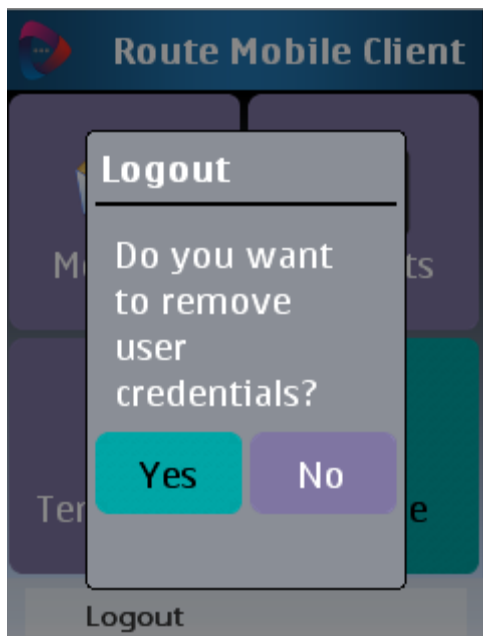 Route Mobile Client
Logout
Do you want
to remove
user
credentials?
Yes No
Logout